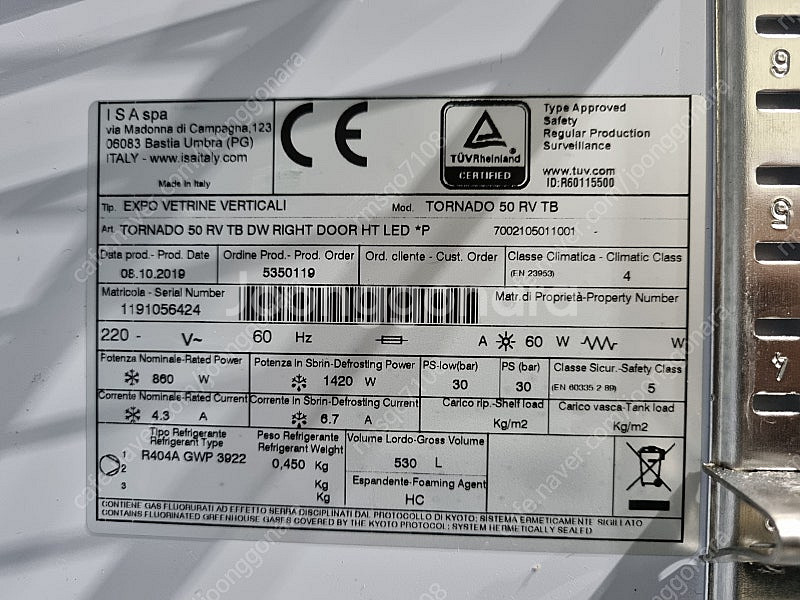 I S A spa
via Madonna di Campagna,123
06083 Bastia Umbra (PG)
ITALY - www.isaitaly.com
Made in Italy
CE
TÜVRheinland
CERTIFIED
Type Approved
Safety
Regular Production
Surveillance
www.tuv.com
ID:R60115500
Tip. EXPO VETRINE VERTICALI Mod. TORNADO 50 RV TB
Art. TORNADO 50 RV TB DW RIGHT DOOR HT LED *P 7002105011001 -
Data prod.- Prod. Date
08.10.2019
Ordine Prod.- Prod. Order
5350119
Ord. cliente - Cust. Order
Classe Climatica - Climatic Class
(EN 23953) 4
Matricola - Serial Number
1191056424
Matr.di Proprietà-Property Number
220 - V~ 60 Hz A 60 W W
Potenza Nominale-Rated Power
860 W
Potenza in Sbrin-Defrosting Power
1420 W
PS-low(bar)
30
PS (bar)
30
Classe Sicur.-Safety Class
(EN 60335 2 89) 5
Corrente Nominale-Rated Current
4.3 A
Corrente in Sbrin-Defrosting Current
6.7 A
Carico rip.-Shelf load
Kg/m2
Carico vasca-Tank load
Kg/m2
Tipo Refrigerante
Refrigerant Type
1 R404A GWP 3922
2
3
Peso Refrigerante
Refrigerant Weight
0,450 Kg
Kg
Kg
Volume Lordo-Gross Volume
530 L
Espandente-Foaming Agent
HC
CONTIENE GAS FLUORURATI AD EFFETTO SERRA DISCIPLINATI DAL PROTOCOLLO DI KYOTO; SISTEMA ERMETICAMENTE SIGILLATO
CONTAINS FLUORINATED GREENHOUSE GASES COVERED BY THE KYOTO PROTOCOL; SYSTEM HERMETICALLY SEALED
6
5
4
Joonggonara
cafe.naver.com/joonggonara
rmsgo7108